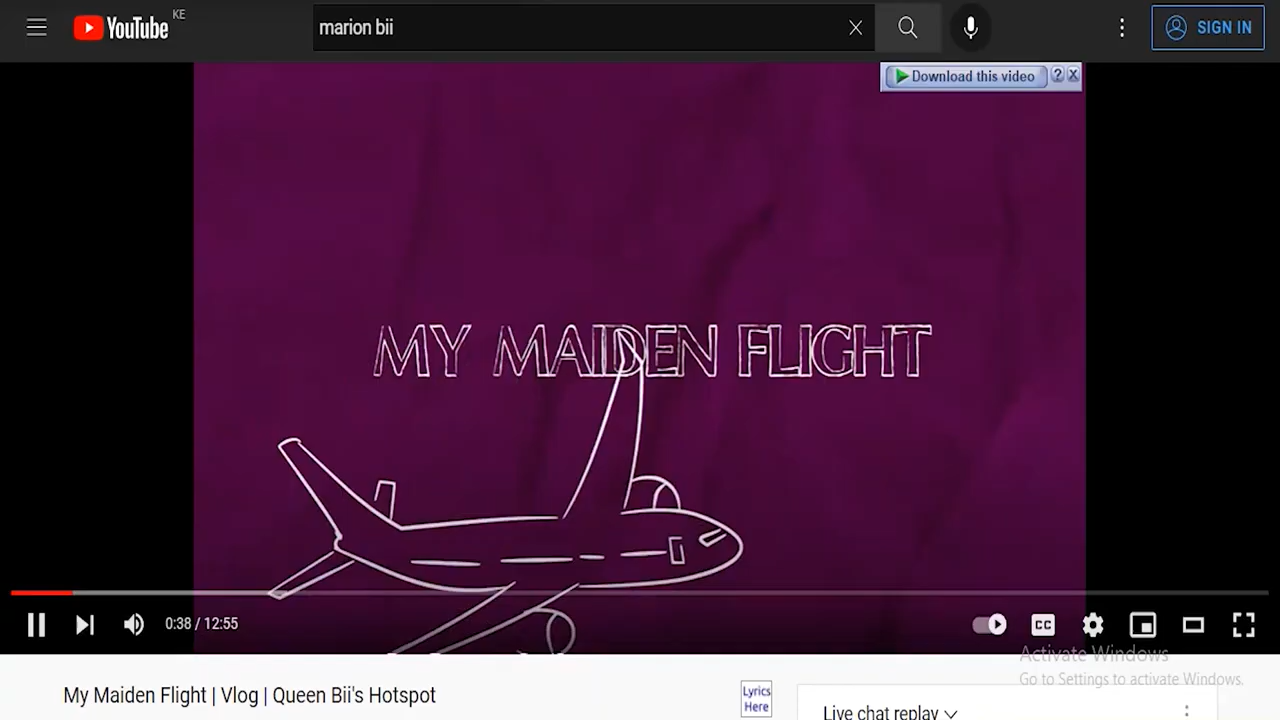 YouTube KE
marion bii
SIGN IN
Download this video ? X
MY MAIDEN FLIGHT
0:38 / 12:55
CC
Activate Windows
Go to Settings to activate Windows.
My Maiden Flight | Vlog | Queen Bii's Hotspot
Lyrics
Here
Live chat replay